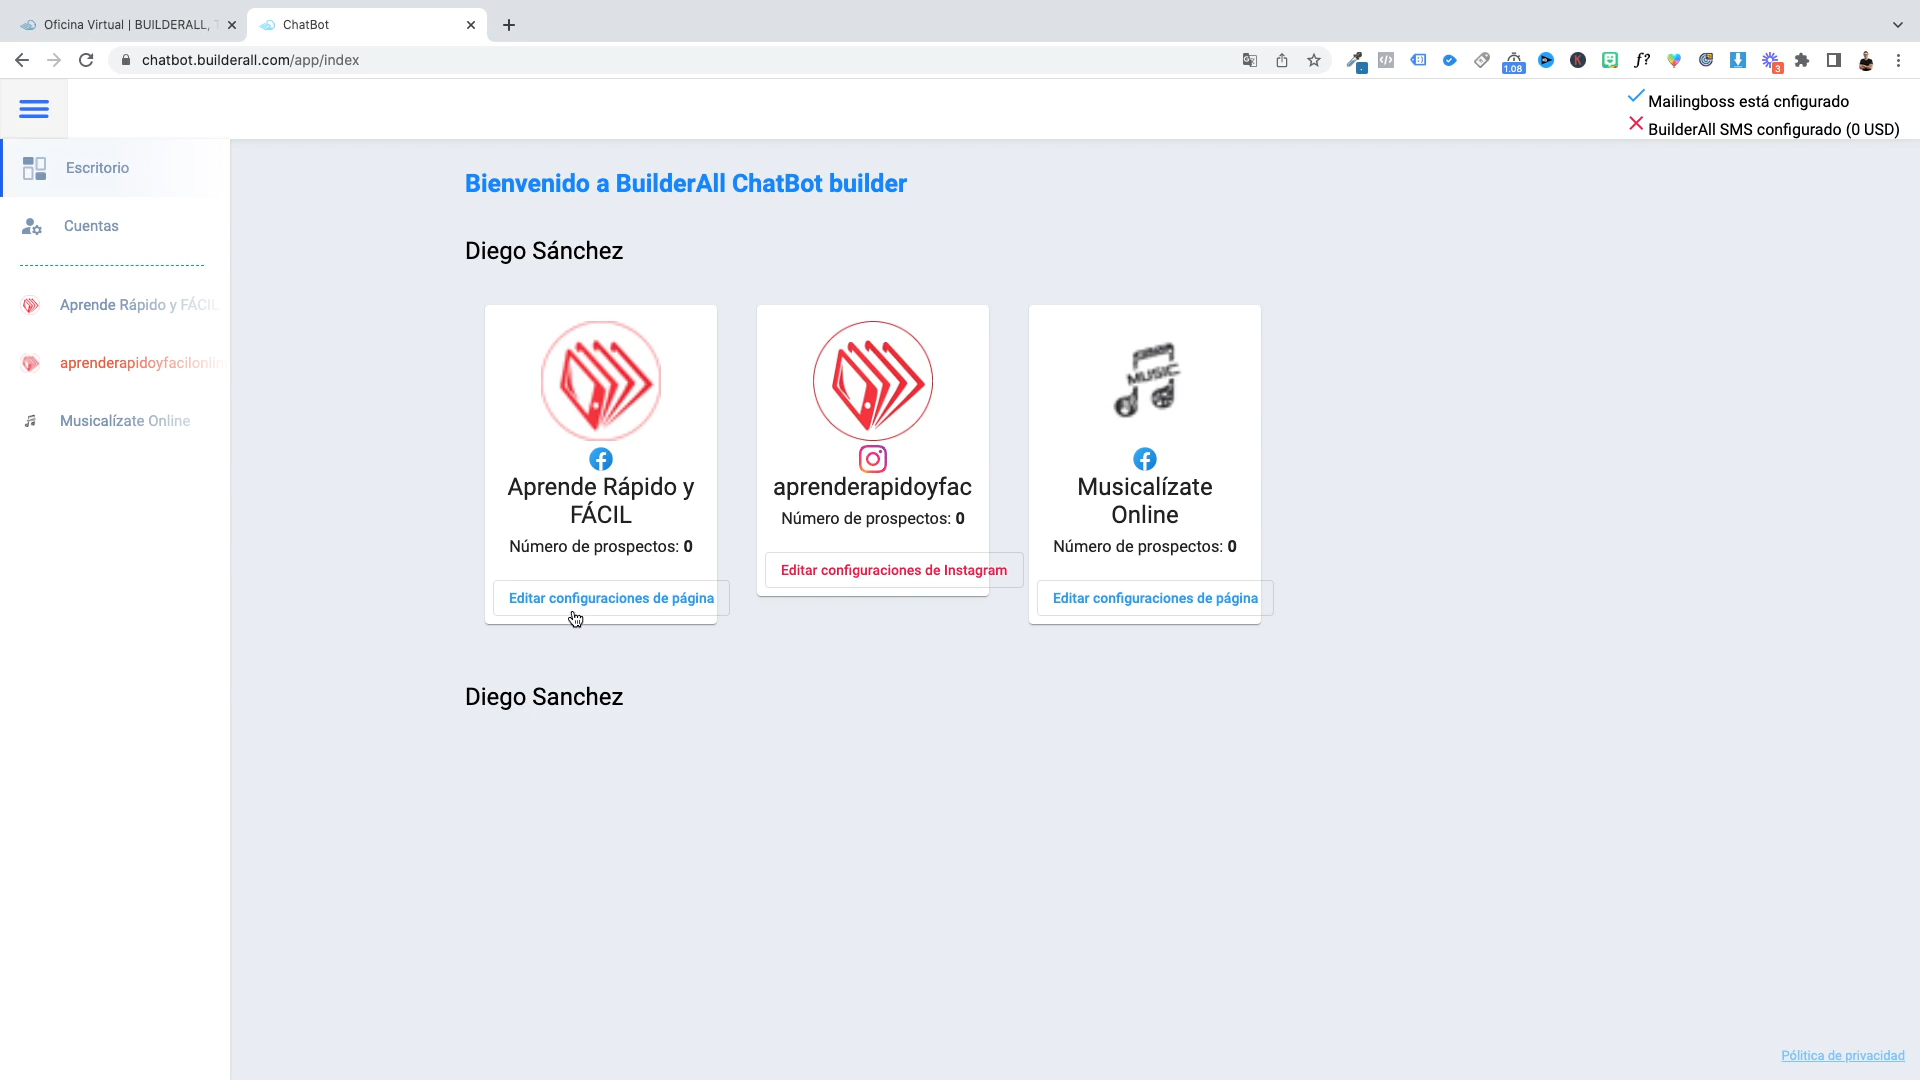 Oficina Virtual | BUILDERALL,
ChatBot
chatbot.builderall.com/app/index
1.08
f?
3
Mailingboss está cnfigurado
BuilderAll SMS configurado (0 USD)
Escritorio
Cuentas
Aprende Rápido y FÁCIL
aprenderapidoyfacilonlin
Musicalízate Online
Bienvenido a BuilderAll ChatBot builder
Diego Sánchez
Aprende Rápido y
FÁCIL
Número de prospectos: 0
Editar configuraciones de página
aprenderapidoyfac
Número de prospectos: 0
Editar configuraciones de Instagram
MUSIC
Musicalízate
Online
Número de prospectos: 0
Editar configuraciones de página
Diego Sanchez
Pólitica de privacidad